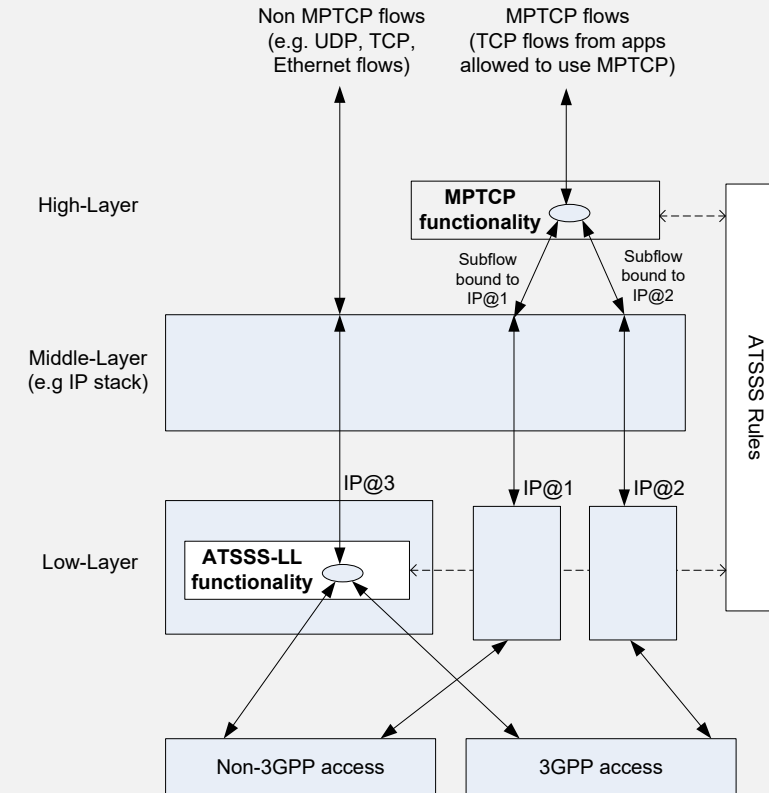 Non MPTCP flows
(e.g. UDP, TCP,
Ethernet flows)
MPTCP flows
(TCP flows from apps
allowed to use MPTCP)
High-Layer
MPTCP
functionality
Subflow
bound to
IP@1
Subflow
bound to
IP@2
Middle-Layer
(e.g IP stack)
ATSSS Rules
IP@3
IP@1
IP@2
Low-Layer
ATSSS-LL
functionality
Non-3GPP access
3GPP access